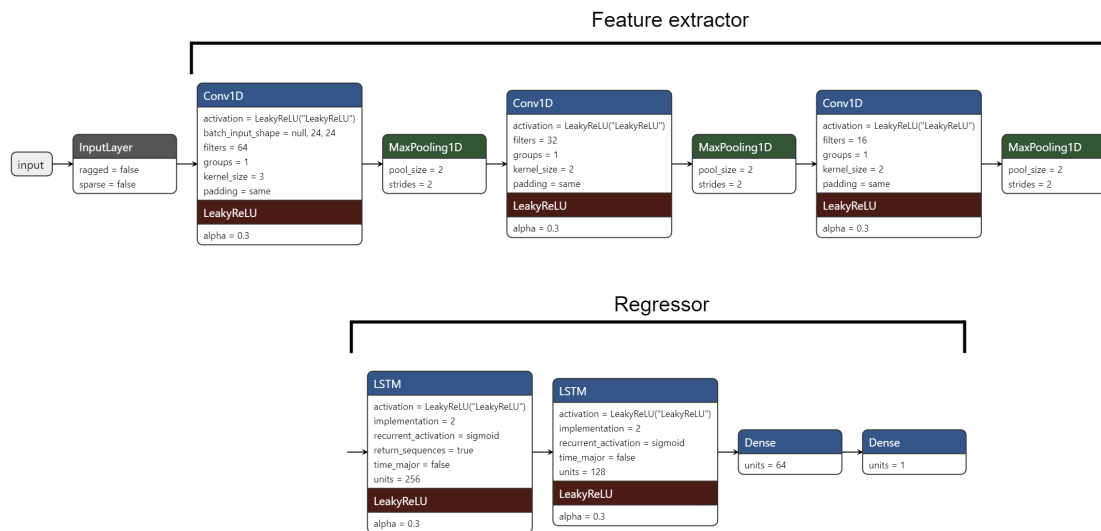 Feature extractor
input
InputLayer
ragged = false
sparse = false
Conv1D
activation = LeakyReLU("LeakyReLU")
batch_input_shape = null, 24, 24
filters = 64
groups = 1
kernel_size = 3
padding = same
LeakyReLU
alpha = 0.3
MaxPooling1D
pool_size = 2
strides = 2
Conv1D
activation = LeakyReLU("LeakyReLU")
filters = 32
groups = 1
kernel_size = 2
padding = same
LeakyReLU
alpha = 0.3
MaxPooling1D
pool_size = 2
strides = 2
Conv1D
activation = LeakyReLU("LeakyReLU")
filters = 16
groups = 1
kernel_size = 2
padding = same
LeakyReLU
alpha = 0.3
MaxPooling1D
pool_size = 2
strides = 2
Regressor
LSTM
activation = LeakyReLU("LeakyReLU")
implementation = 2
recurrent_activation = sigmoid
return_sequences = true
time_major = false
units = 256
LeakyReLU
alpha = 0.3
LSTM
activation = LeakyReLU("LeakyReLU")
implementation = 2
recurrent_activation = sigmoid
time_major = false
units = 128
LeakyReLU
alpha = 0.3
Dense
units = 64
Dense
units = 1